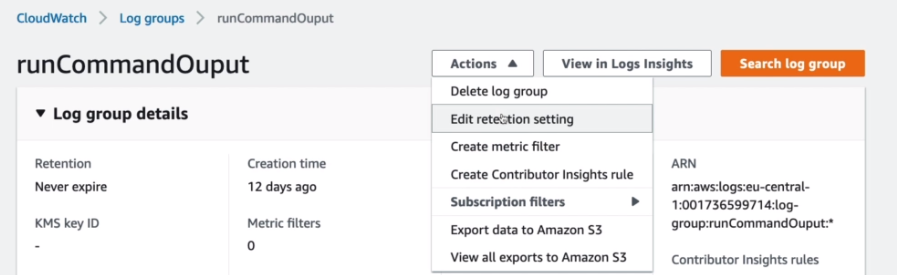 CloudWatch > Log groups > runCommandOuput
runCommandOuput
Actions ▲ View in Logs Insights Search log group
▼ Log group details
Delete log group
Edit retention setting
Create metric filter
Create Contributor Insights rule
Subscription filters ▶
Export data to Amazon S3
View all exports to Amazon S3
Retention
Never expire
KMS key ID
-
Creation time
12 days ago
Metric filters
0
ARN
arn:aws:logs:eu-central-
1:001736599714:log-
group:runCommandOuput:*
Contributor Insights rules